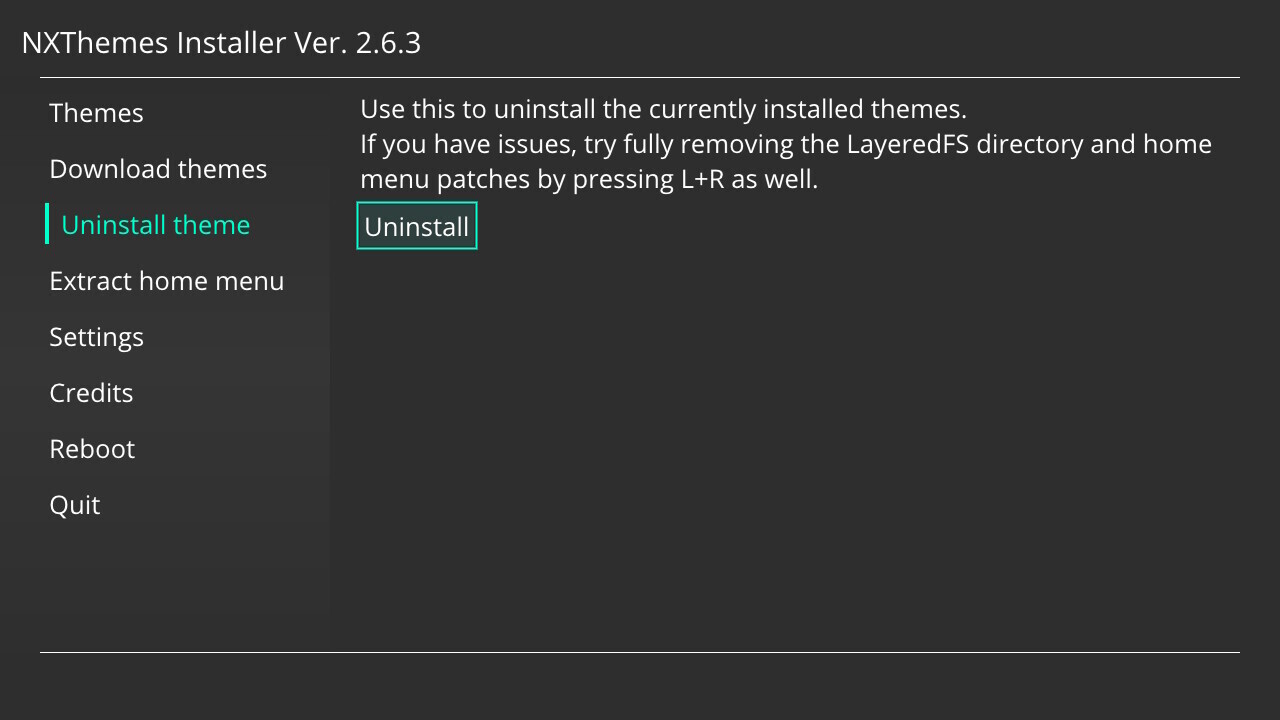 NXThemes Installer Ver. 2.6.3
Themes
Download themes
Uninstall theme
Extract home menu
Settings
Credits
Reboot
Quit
Use this to uninstall the currently installed themes.
If you have issues, try fully removing the LayeredFS directory and home
menu patches by pressing L+R as well.
Uninstall